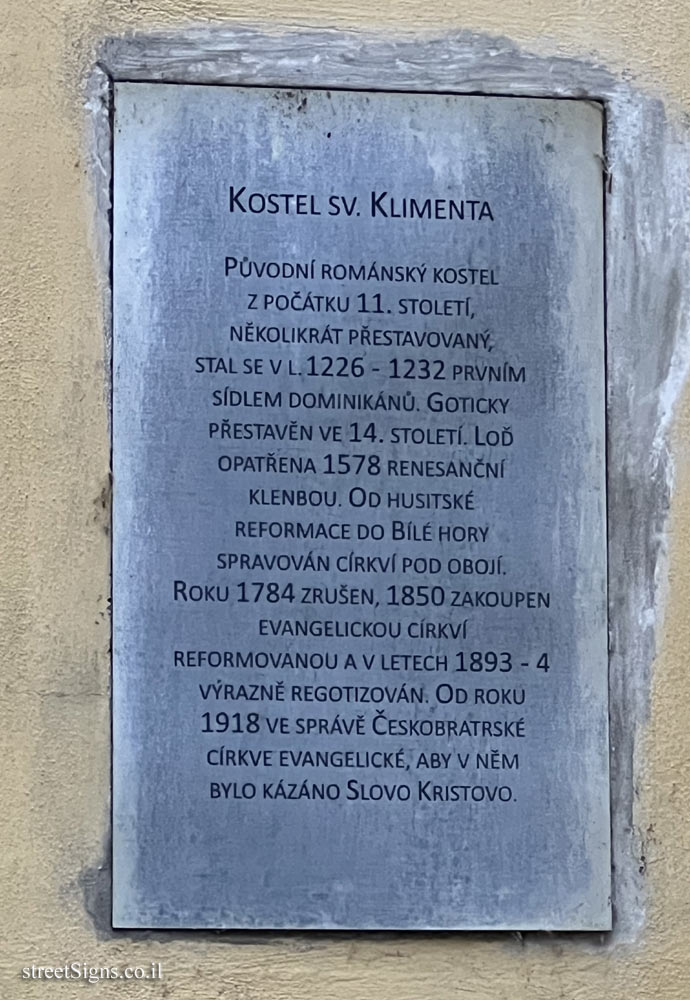 KOSTEL SV. KLIMENTA
PŮVODNÍ ROMÁNSKÝ KOSTEL
Z POČÁTKU 11. STOLETÍ,
NĚKOLIKRÁT PŘESTAVOVANÝ,
STAL SE V L. 1226 - 1232 PRVNÍM
SÍDLEM DOMINIKÁNŮ. GOTICKY
PŘESTAVĚN VE 14. STOLETÍ. LOĎ
OPATŘENA 1578 RENESANČNÍ
KLENBOU. OD HUSITSKÉ
REFORMACE DO BÍLÉ HORY
SPRAVOVÁN CÍRKVÍ POD OBOJÍ.
ROKU 1784 ZRUŠEN, 1850 ZAKOUPEN
EVANGELICKOU CÍRKVÍ
REFORMOVANOU A V LETECH 1893 - 4
VÝRAZNĚ REGOTIZOVÁN. OD ROKU
1918 VE SPRÁVĚ ČESKOBRATRSKÉ
CÍRKVE EVANGELICKÉ, ABY V NĚM
BYLO KÁZÁNO SLOVO KRISTOVO.
streetSigns.co.il